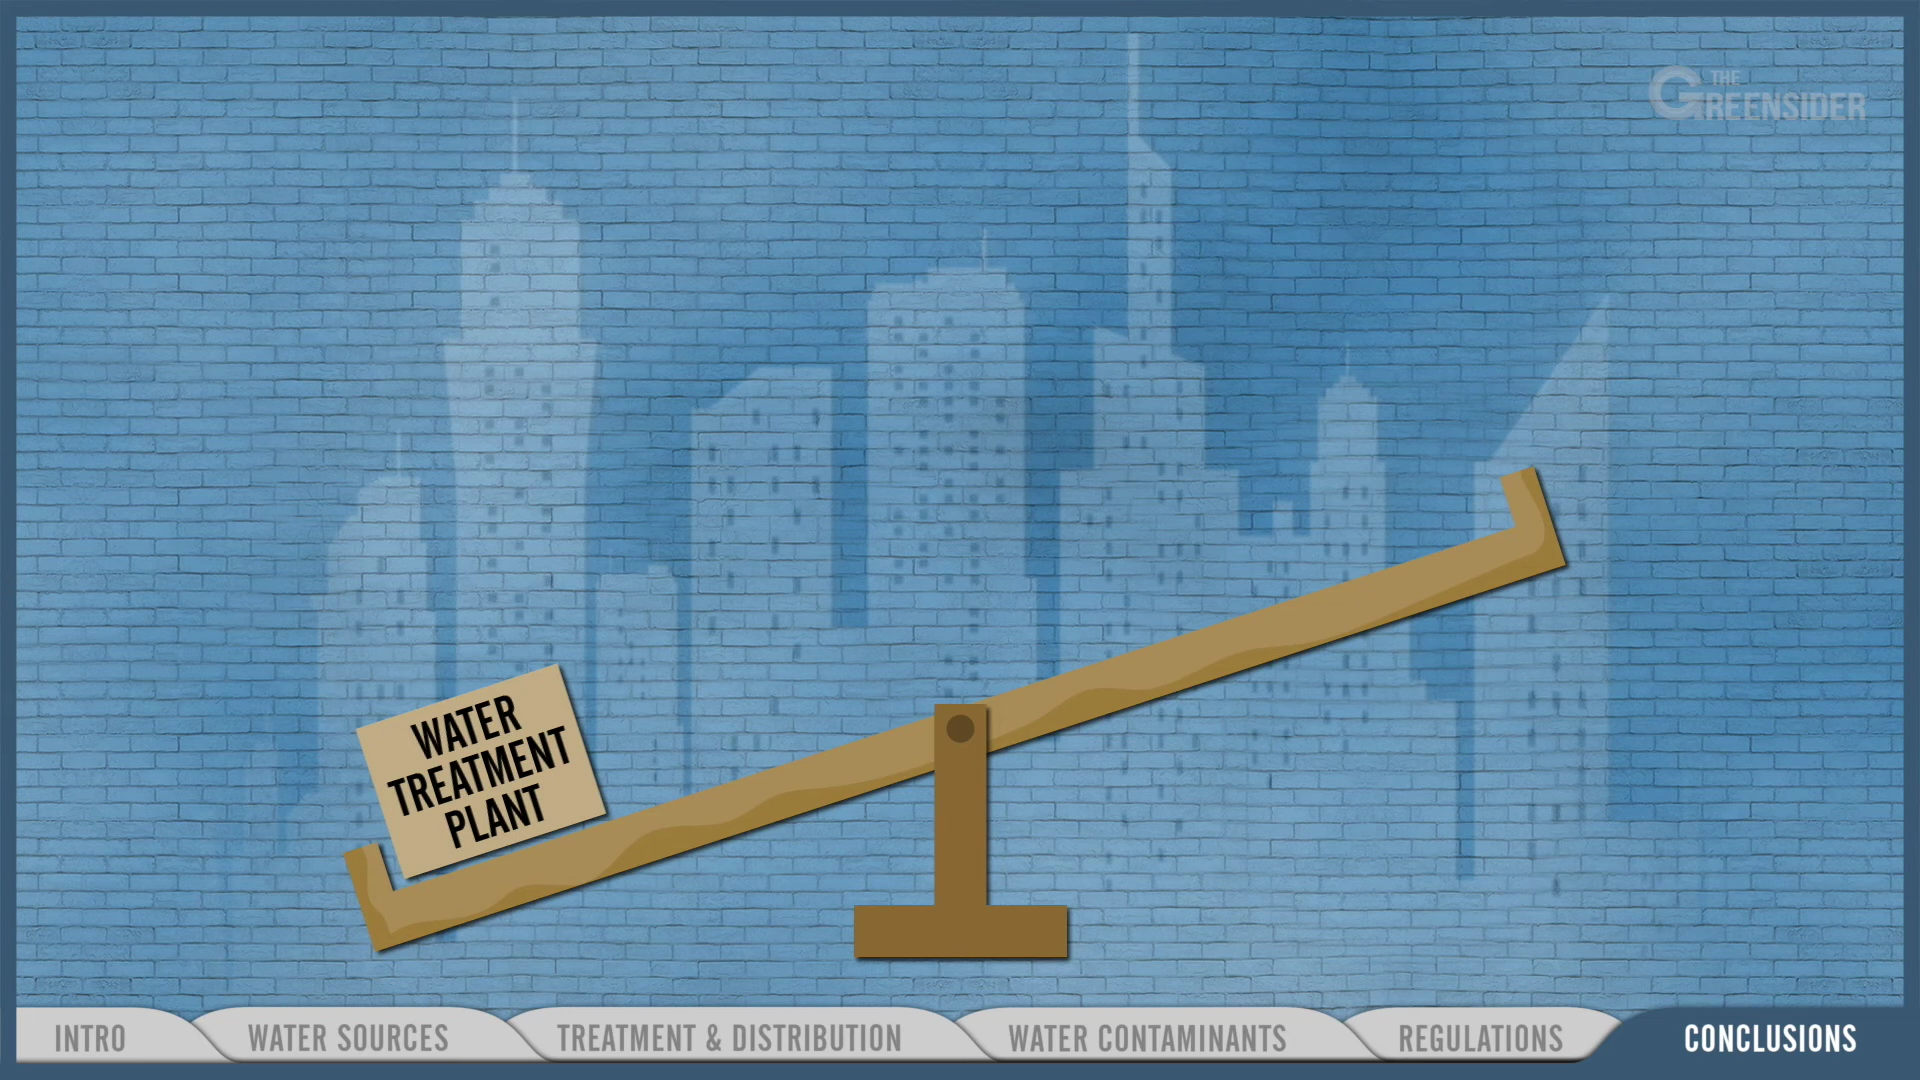 THE
GREENSIDER
WATER
TREATMENT
PLANT
INTRO
WATER SOURCES
TREATMENT & DISTRIBUTION
WATER CONTAMINANTS
REGULATIONS
CONCLUSIONS